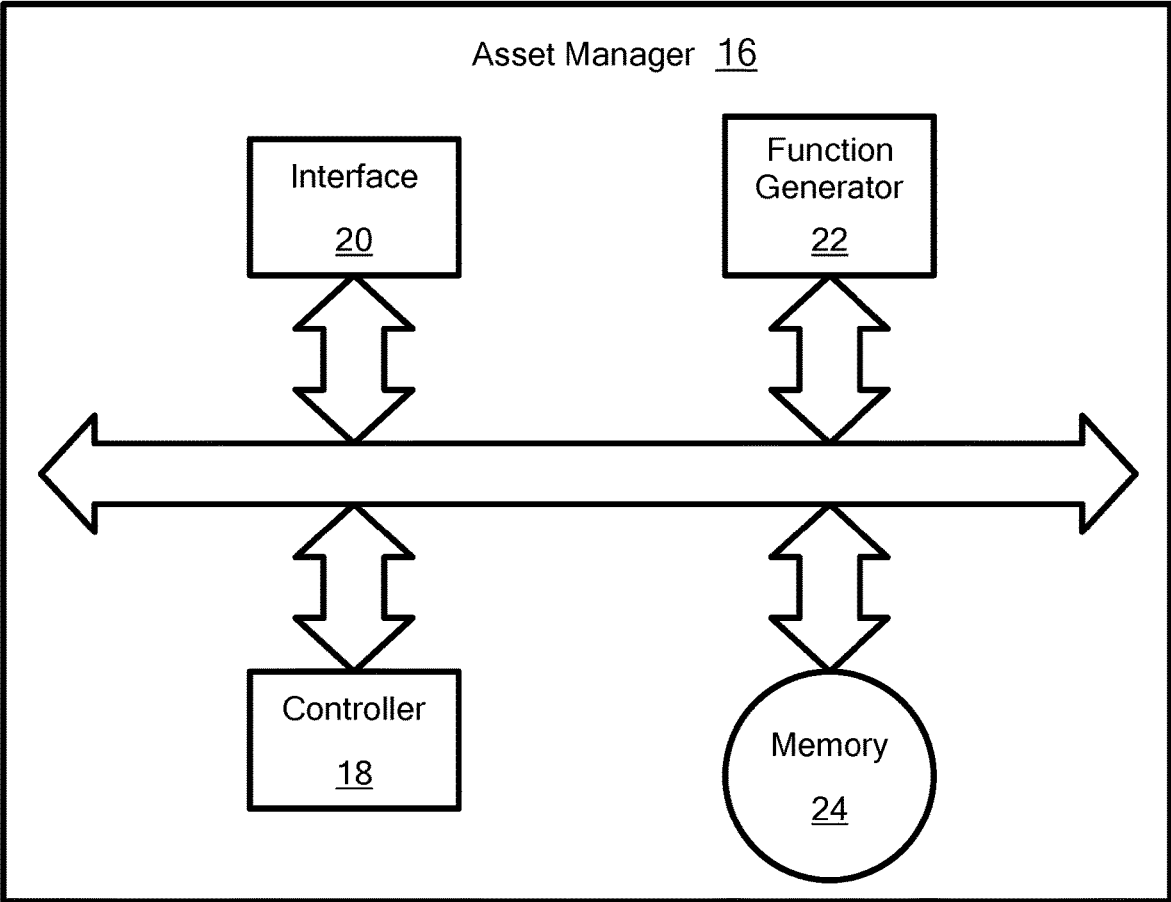 Asset Manager 16
Interface
20
Function
Generator
22
Controller
18
Memory
24